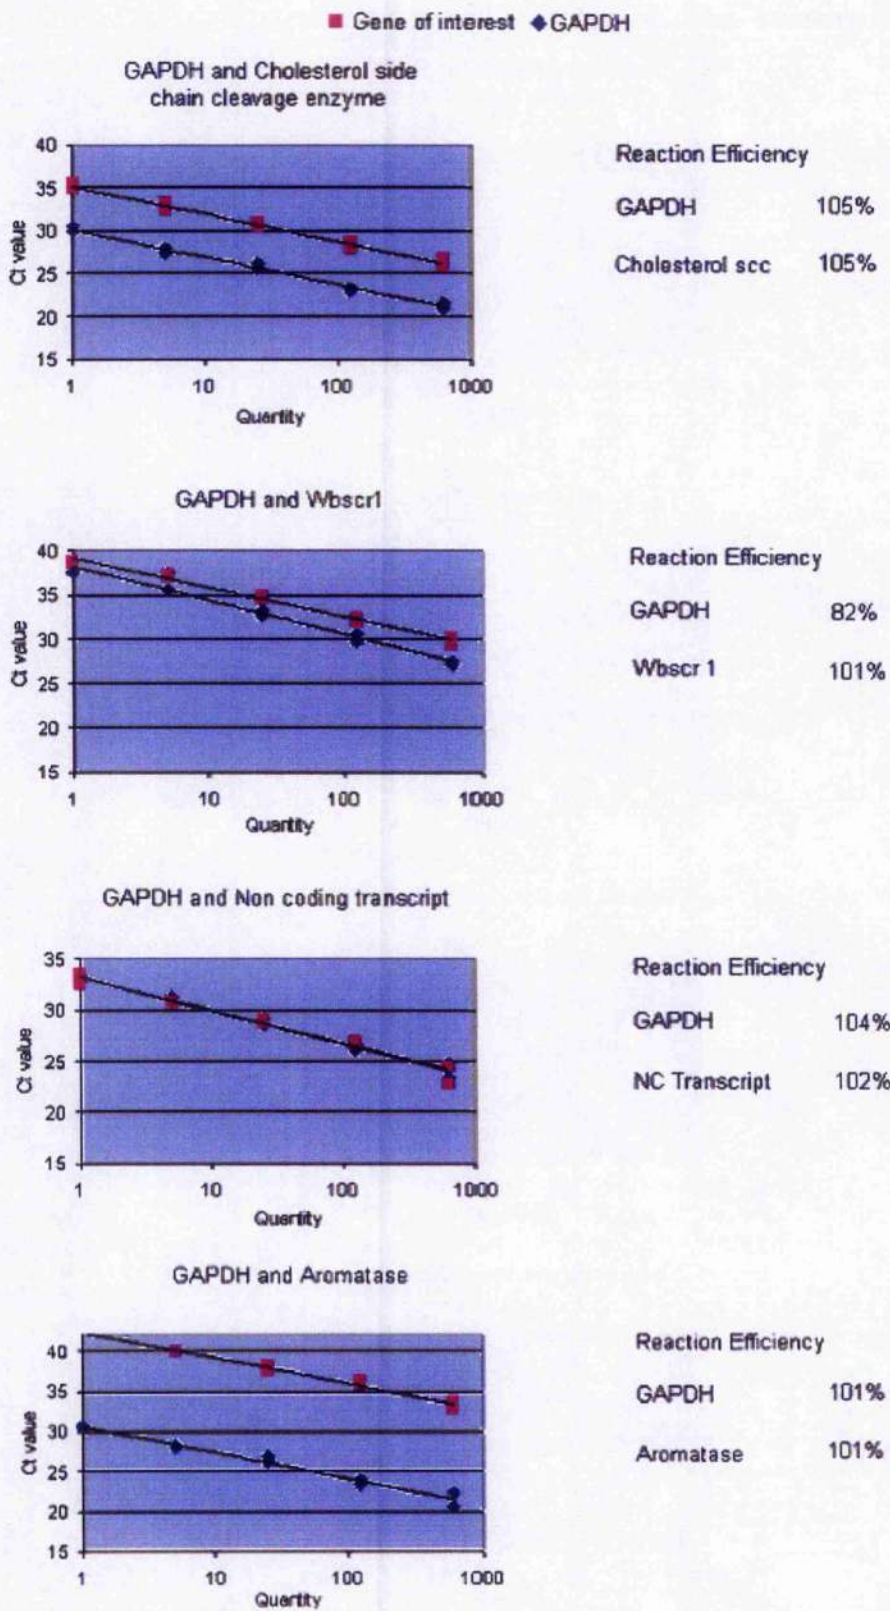 Gene of interest GAPDH
GAPDH and Cholesterol side
chain cleavage enzyme
40
35
30
25
20
15
Ct value
1 10 100 1000
Quantity
Reaction Efficiency
GAPDH 105%
Cholesterol scc 105%
GAPDH and Wbscr1
40
35
30
25
20
15
Ct value
1 10 100 1000
Quantity
Reaction Efficiency
GAPDH 82%
Wbscr 1 101%
GAPDH and Non coding transcript
35
30
25
20
15
Ct value
1 10 100 1000
Quantity
Reaction Efficiency
GAPDH 104%
NC Transcript 102%
GAPDH and Aromatase
40
35
30
25
20
15
Ct value
1 10 100 1000
Quantity
Reaction Efficiency
GAPDH 101%
Aromatase 101%